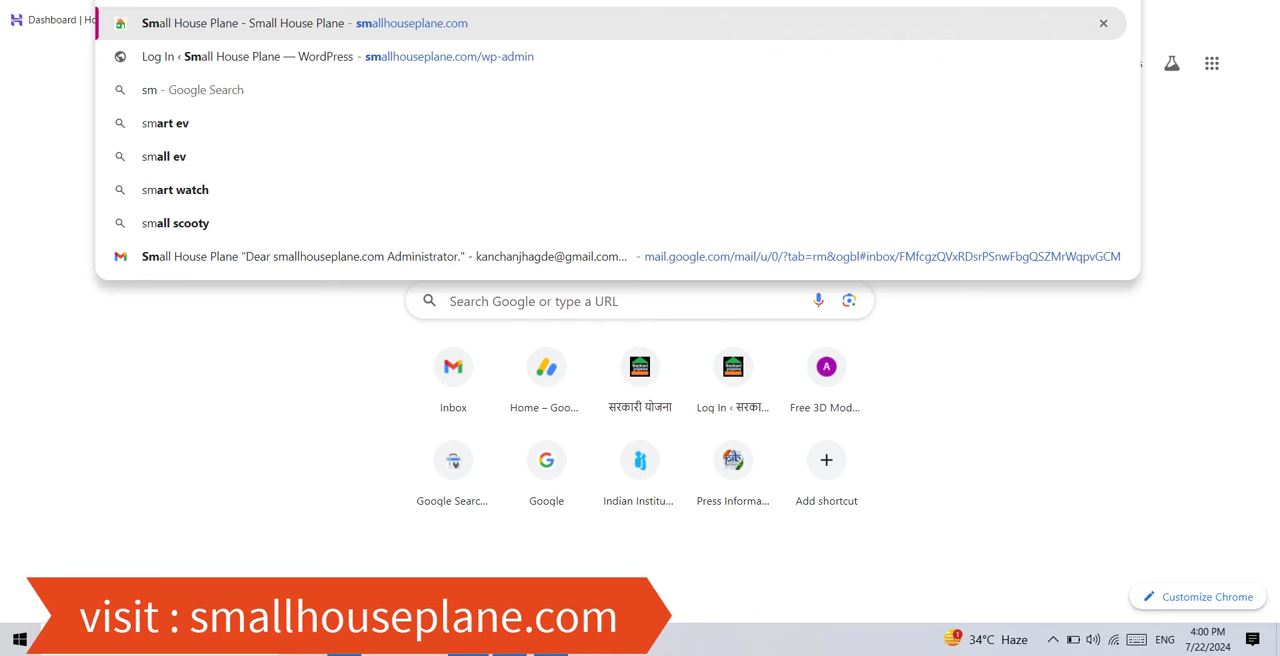 Dashboard | Ho
Small House Plane - Small House Plane - smallhouseplane.com
Log In ‹ Small House Plane — WordPress - smallhouseplane.com/wp-admin
sm - Google Search
smart ev
small ev
smart watch
small scooty
Small House Plane "Dear smallhouseplane.com Administrator." - kanchanjhagde@gmail.com... - mail.google.com/mail/u/0/?tab=rm&ogbl#inbox/FMfcgzQVxRDsrPSnwFbgQSZMrWqpvGCM
Search Google or type a URL
Inbox
Home – Goo...
सरकारी योजना
Log In ‹ सरका...
Free 3D Mod...
Google Searc...
Google
Indian Institu...
Press Informa...
Add shortcut
Customize Chrome
visit : smallhouseplane.com
34°C Haze
ENG
4:00 PM
7/22/2024